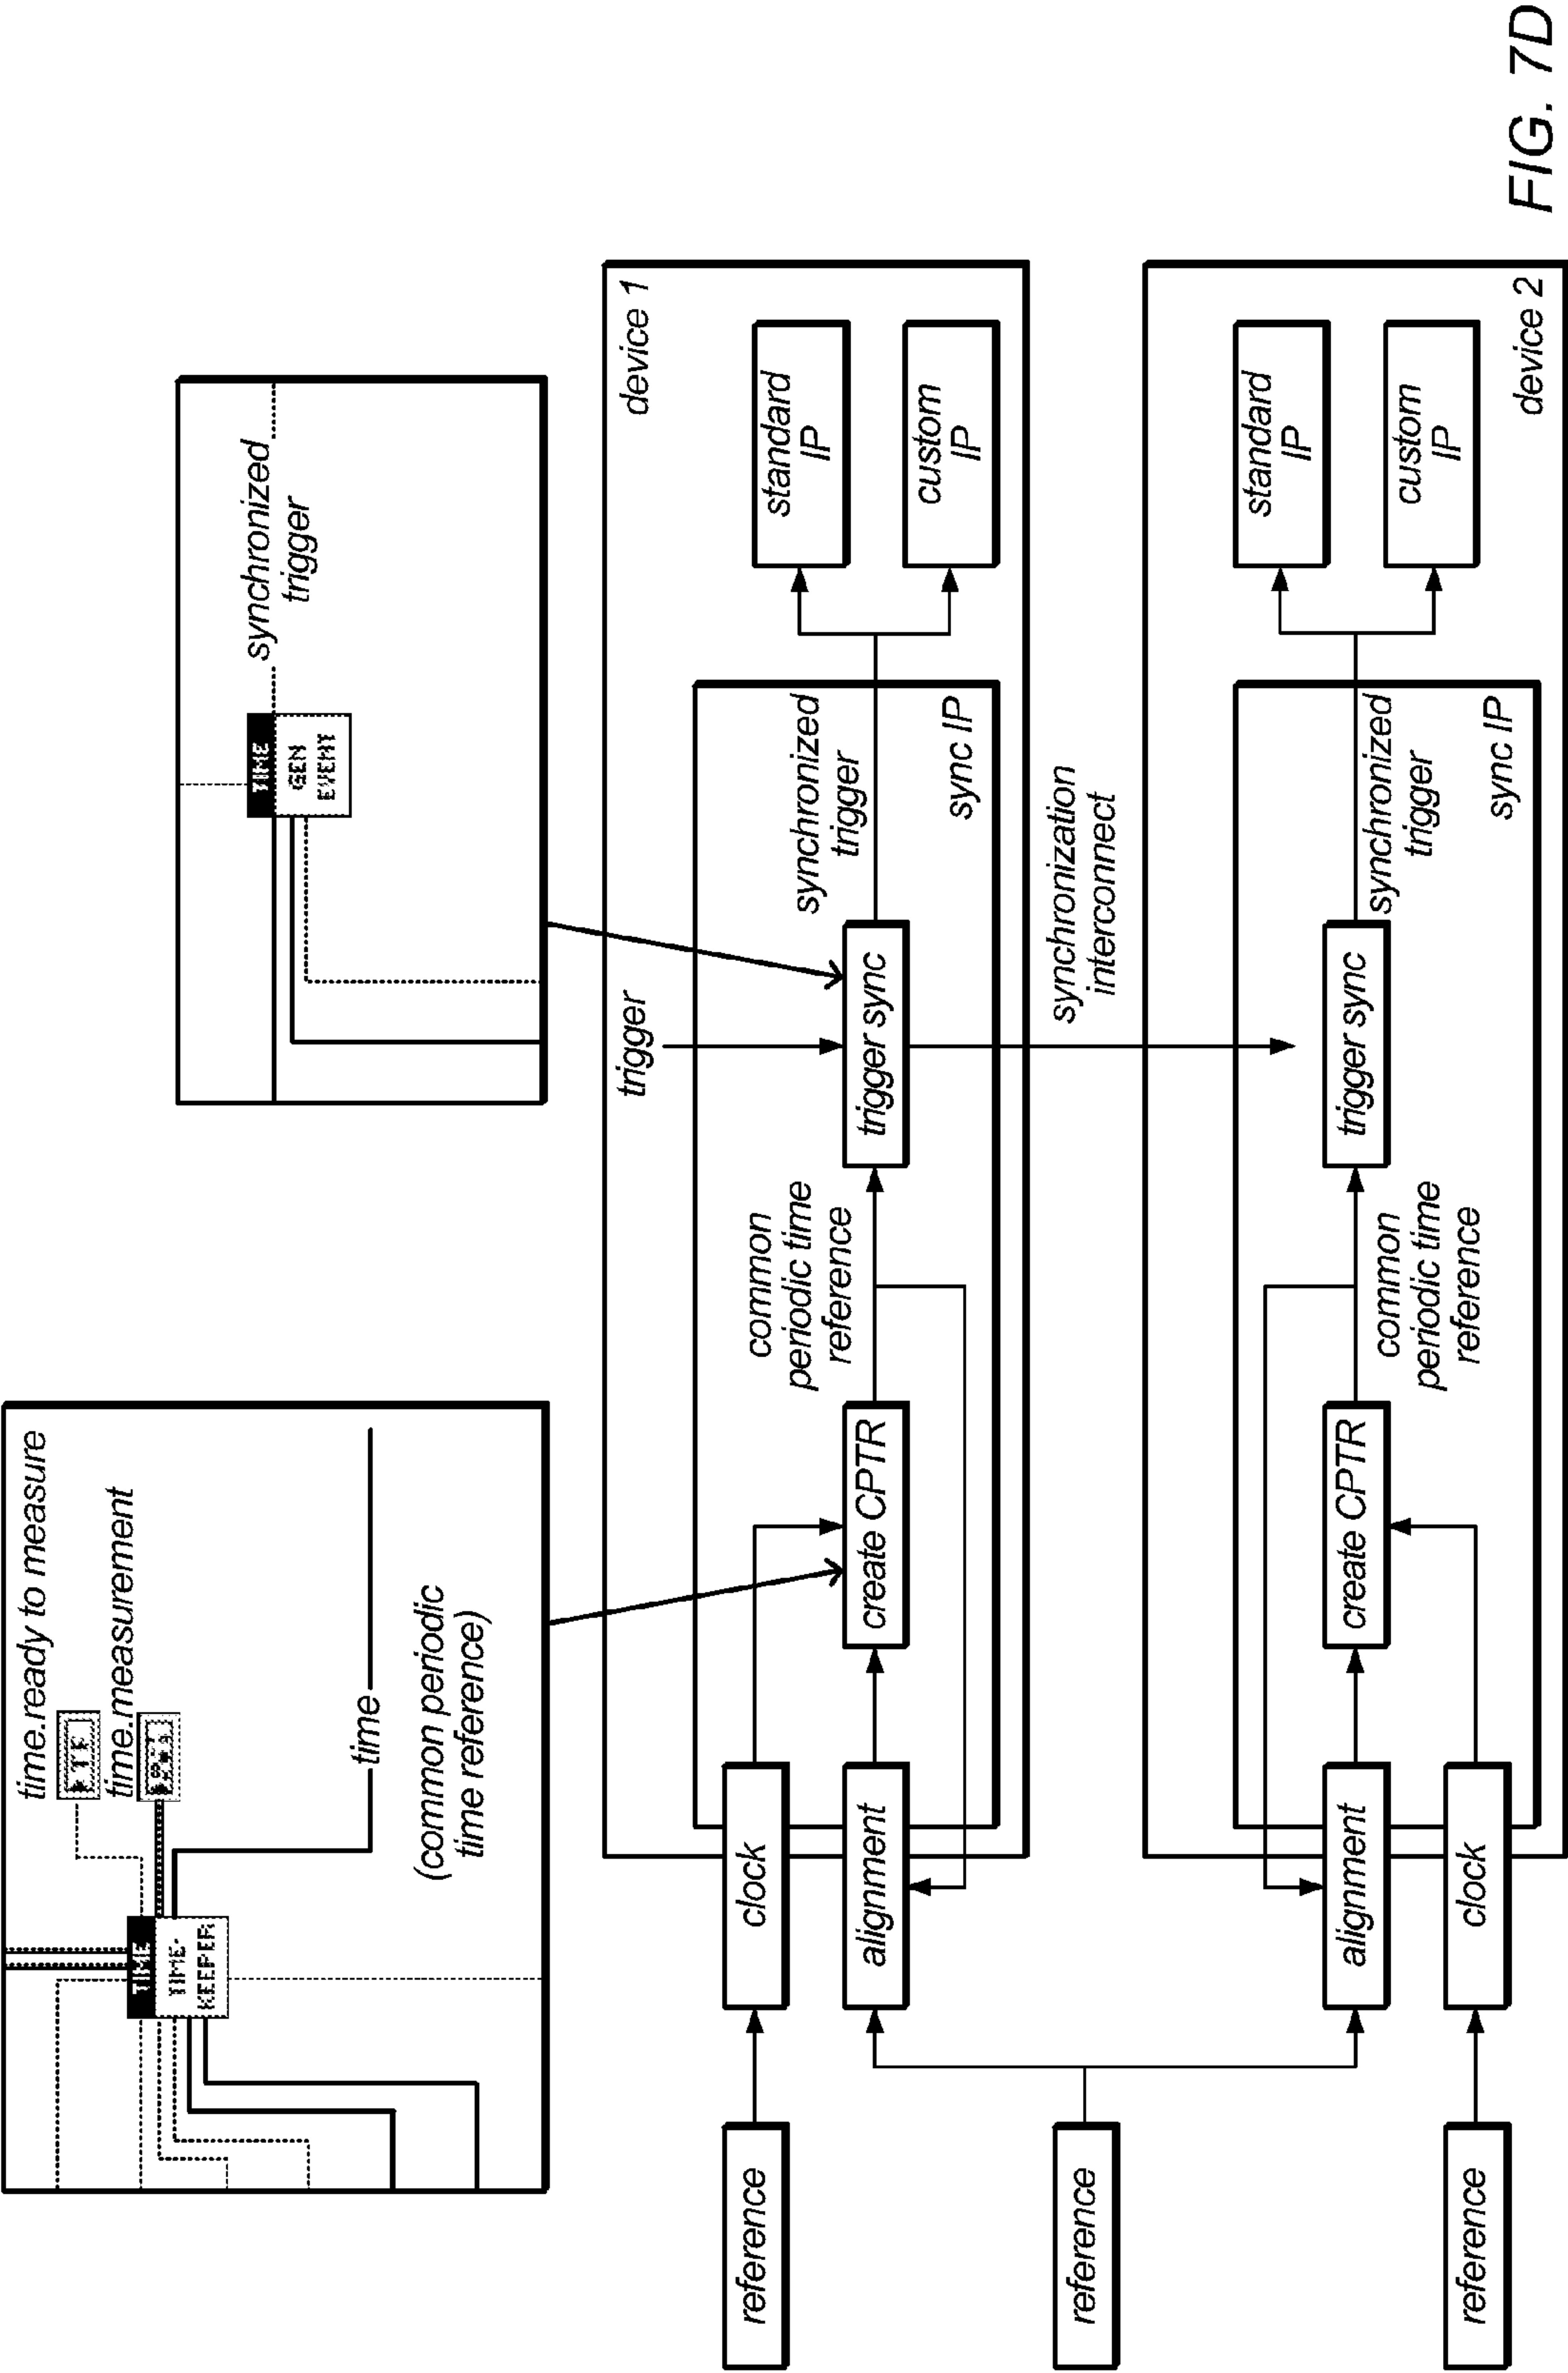 time.ready to measure
time.measurement
TIME
TIME-
KEEPER
time
(common periodic
time reference)
TIME
GEN
EVENT
synchronized
trigger
device 1
trigger
reference
clock
alignment
create CPTR
common
periodic time
reference
trigger sync
synchronized
trigger
sync IP
standard
IP
custom
IP
reference
synchronization
interconnect
device 2
alignment
clock
reference
create CPTR
common
periodic time
reference
trigger sync
synchronized
trigger
sync IP
standard
IP
custom
IP
FIG. 7D